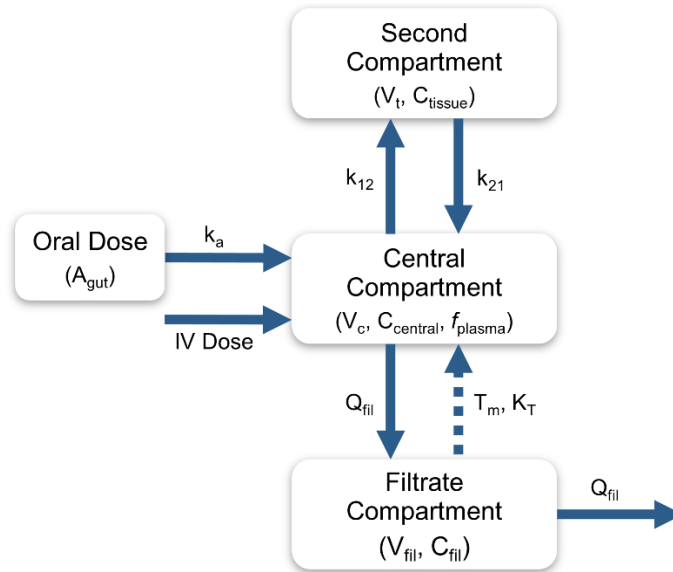 Second
Compartment
(Vt, Ctissue)
k12
k21
Oral Dose
(Agut)
ka
IV Dose
Central
Compartment
(Vc, Ccentral, fplasma)
Qfil
Tm, KT
Filtrate
Compartment
(Vfil, Cfil)
Qfil